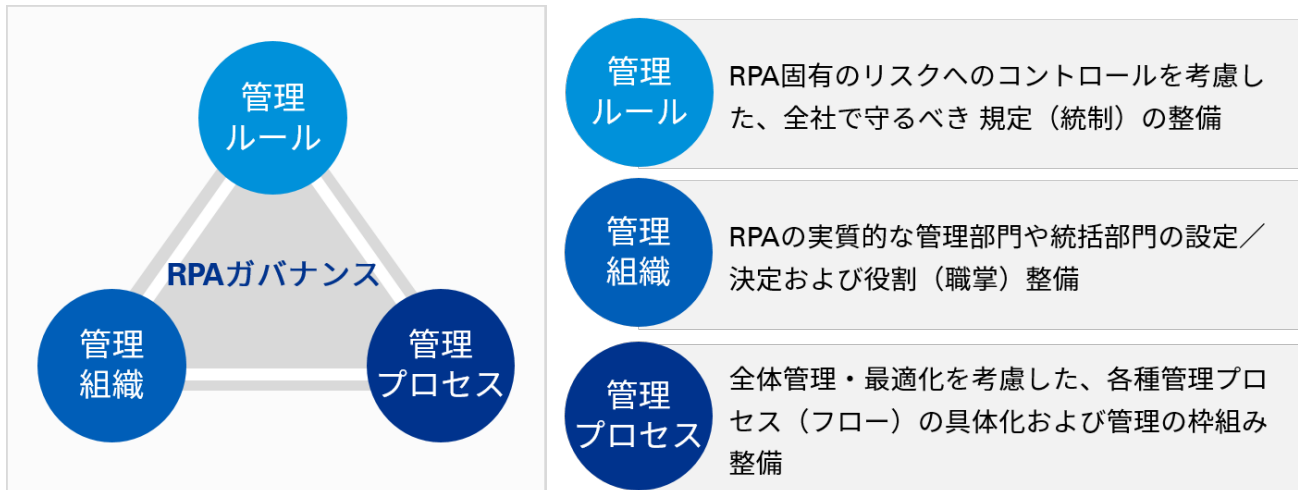 管理
ルール
RPAガバナンス
管理
組織
管理
プロセス
管理
ルール
RPA固有のリスクへのコントロールを考慮し
た、全社で守るべき 規定（統制）の整備
管理
組織
RPAの実質的な管理部門や統括部門の設定／
決定および役割（職掌）整備
管理
プロセス
全体管理・最適化を考慮した、各種管理プロ
セス（フロー）の具体化および管理の枠組み
整備